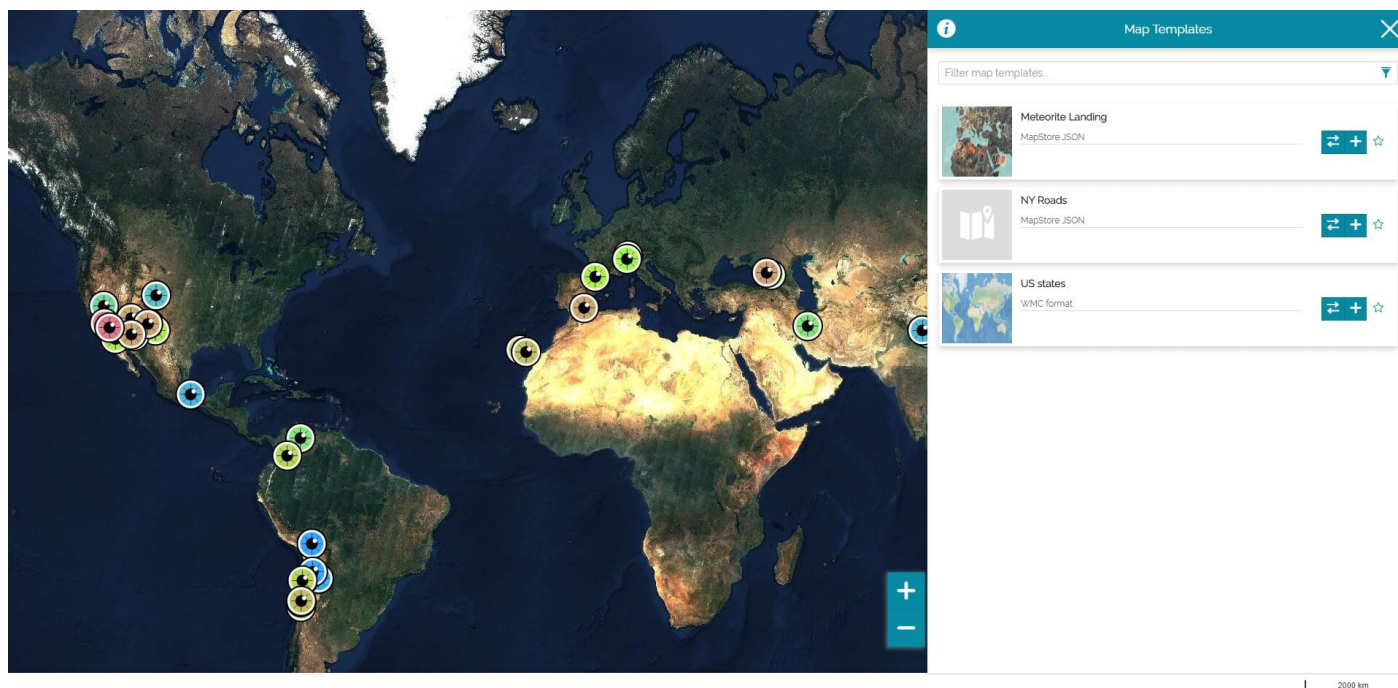 Map Templates
Filter map templates...
Meteorite Landing
MapStore JSON
NY Roads
MapStore JSON
US states
WMC format
2000 km